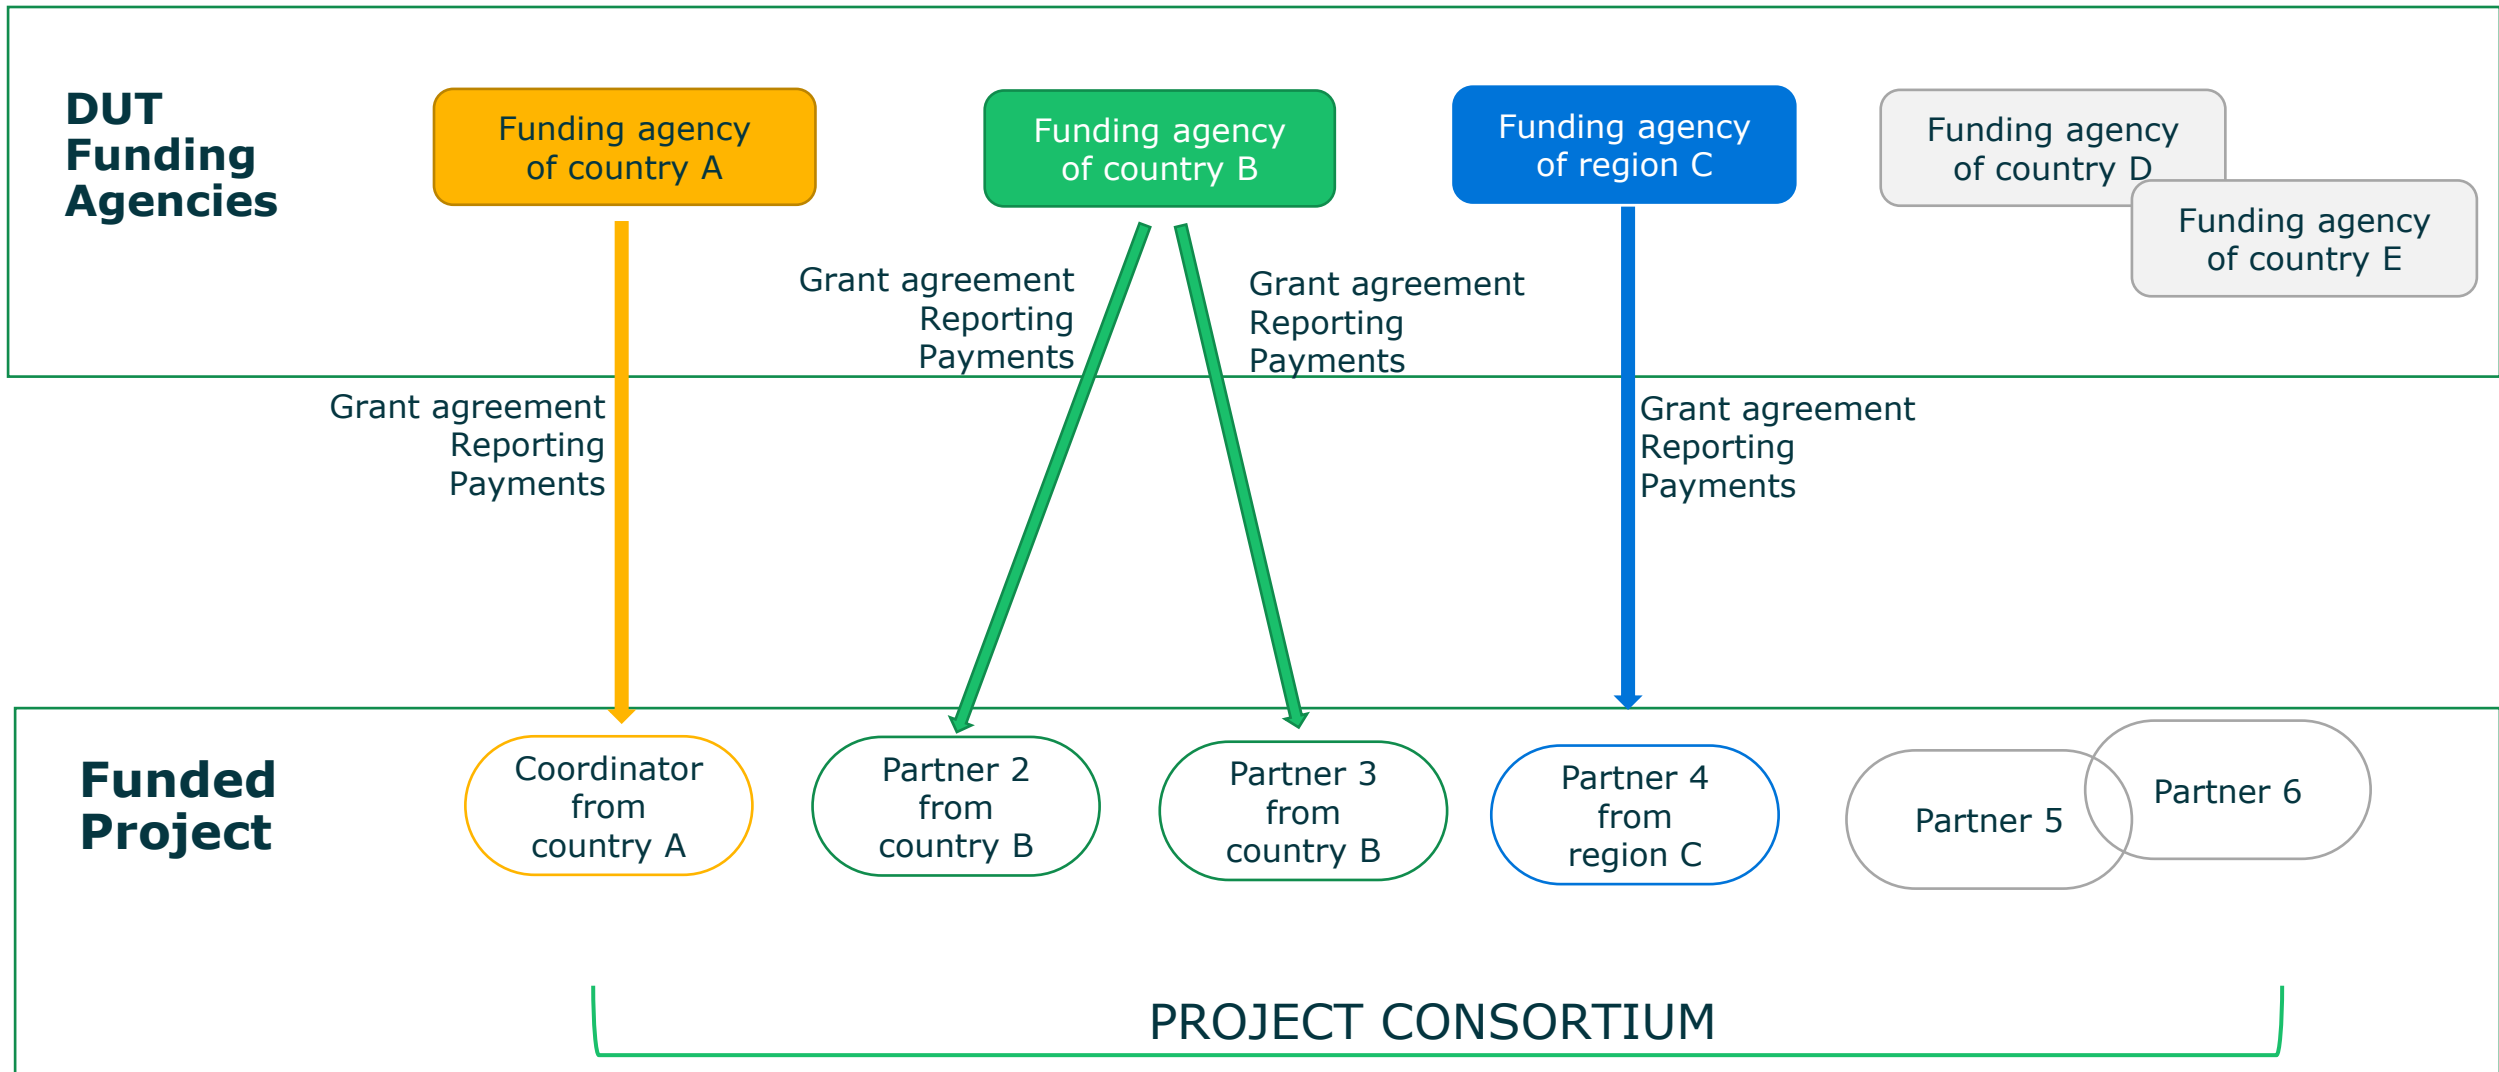 DUT
Funding
Agencies
Funding agency
of country A
Funding agency
of country B
Funding agency
of region C
Funding agency
of country D
Funding agency
of country E
Grant agreement
Reporting
Payments
Grant agreement
Reporting
Payments
Grant agreement
Reporting
Payments
Grant agreement
Reporting
Payments
Funded
Project
Coordinator
from
country A
Partner 2
from
country B
Partner 3
from
country B
Partner 4
from
region C
Partner 5
Partner 6
PROJECT CONSORTIUM